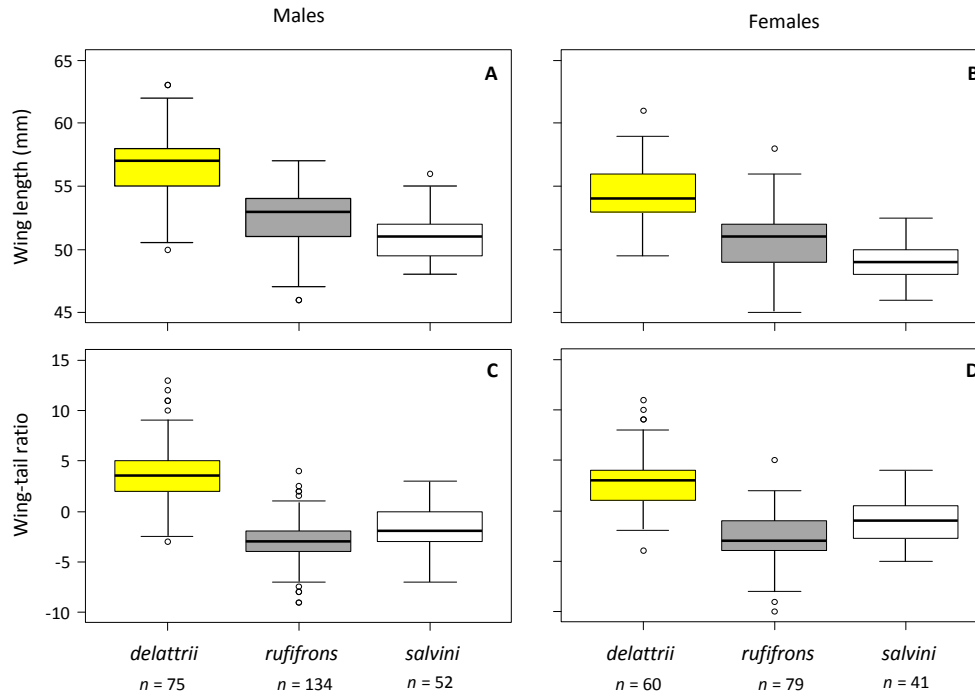 Males
Females
A
B
Wing length (mm)
65
60
55
50
45
C
D
Wing-tail ratio
15
10
5
0
-5
-10
delattrii
rufifrons
salvini
delattrii
rufifrons
salvini
n = 75
n = 134
n = 52
n = 60
n = 79
n = 41